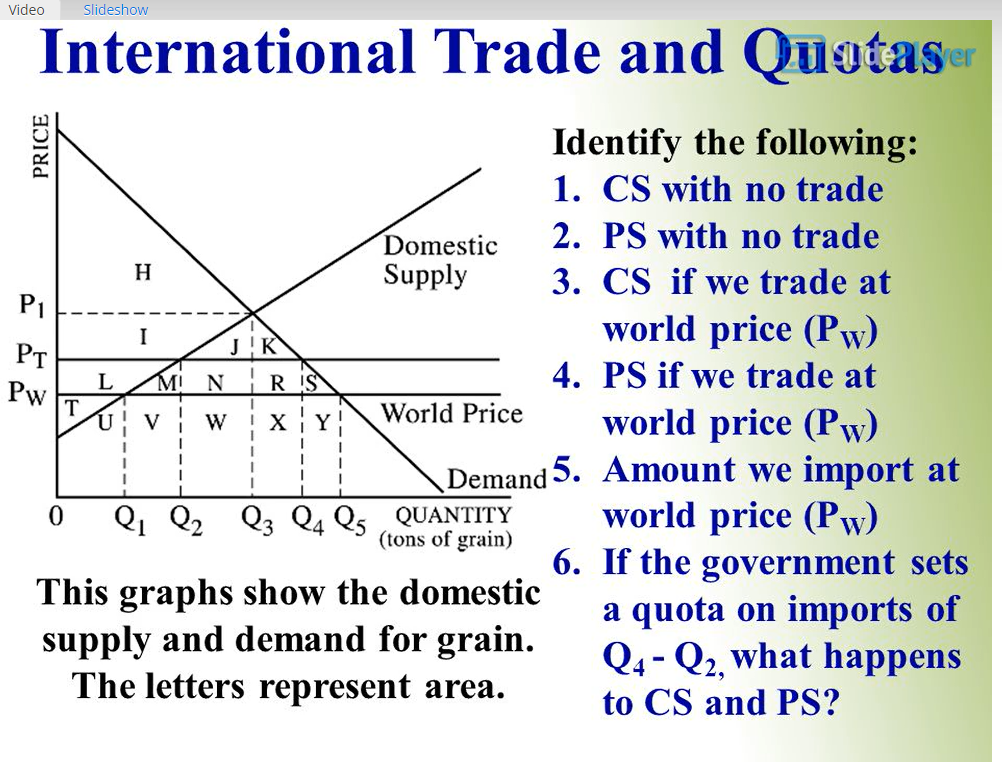 Video Slideshow
International Trade and Quotas
SlidePlayer
PRICE
H
Domestic
Supply
P1
I
J K
PT
L M N R S
PW
T
U V W X Y
World Price
Demand
0 Q1 Q2 Q3 Q4 Q5 QUANTITY
(tons of grain)
This graphs show the domestic
supply and demand for grain.
The letters represent area.
Identify the following:
1. CS with no trade
2. PS with no trade
3. CS if we trade at
world price (PW)
4. PS if we trade at
world price (PW)
5. Amount we import at
world price (PW)
6. If the government sets
a quota on imports of
Q4 - Q2, what happens
to CS and PS?